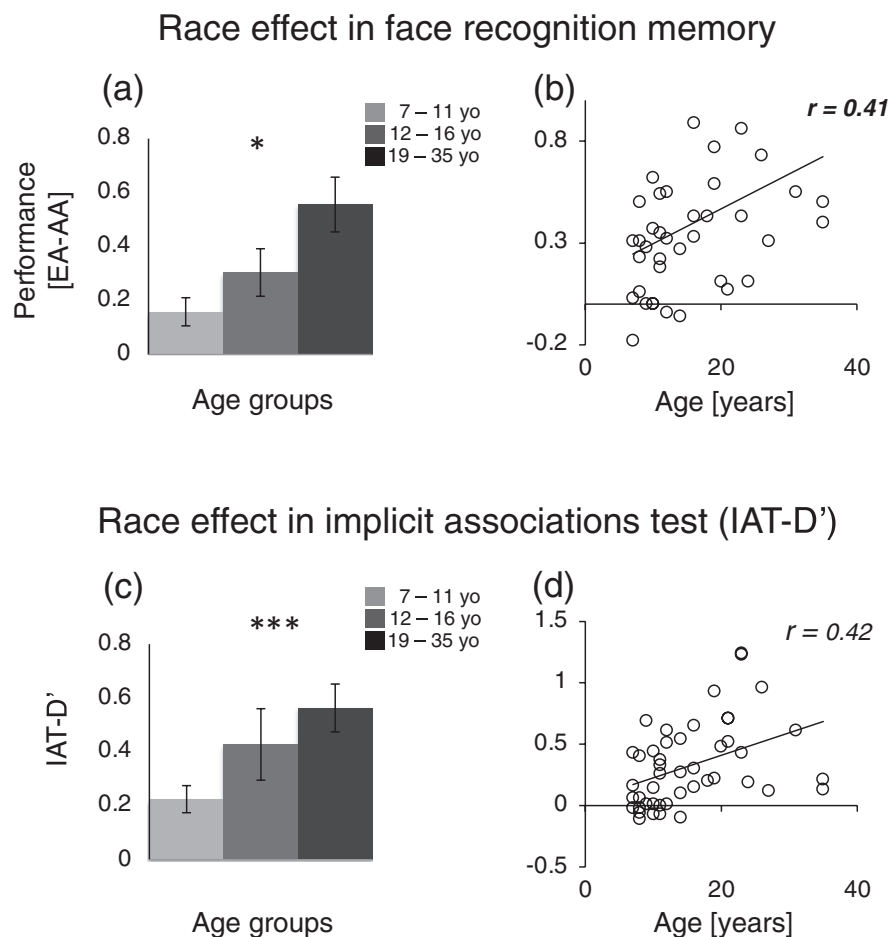 Race effect in face recognition memory
(a)
7 – 11 yo
12 – 16 yo
19 – 35 yo
*
Performance
[EA-AA]
0.8
0.6
0.4
0.2
0
Age groups
(b)
r = 0.41
0.8
0.3
-0.2
0
20
40
Age [years]
Race effect in implicit associations test (IAT-D’)
(c)
7 – 11 yo
12 – 16 yo
19 – 35 yo
***
IAT-D’
0.8
0.6
0.4
0.2
0
Age groups
(d)
r = 0.42
1.5
1
0.5
0
-0.5
0
20
40
Age [years]